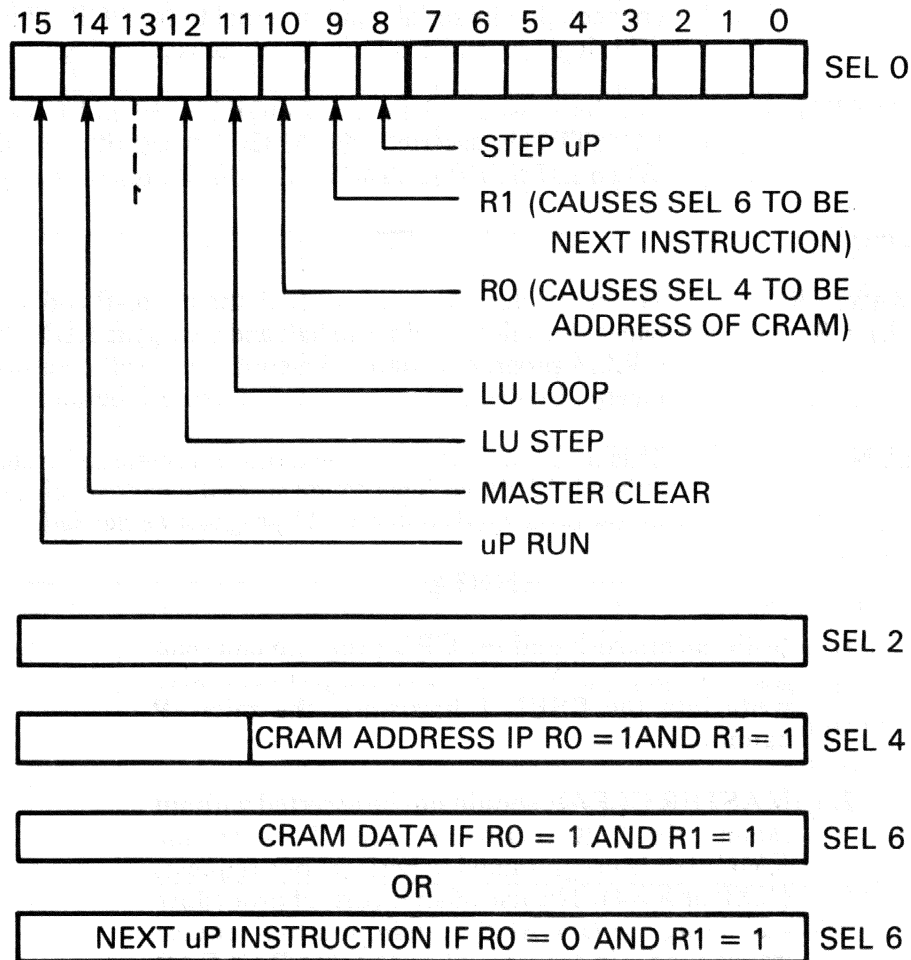 15 14 13 12 11 10 9 8 7 6 5 4 3 2 1 0
SEL 0
STEP uP
R1 (CAUSES SEL 6 TO BE
NEXT INSTRUCTION)
R0 (CAUSES SEL 4 TO BE
ADDRESS OF CRAM)
LU LOOP
LU STEP
MASTER CLEAR
uP RUN
SEL 2
CRAM ADDRESS IP R0 = 1AND R1= 1 SEL 4
CRAM DATA IF R0 = 1 AND R1 = 1 SEL 6
OR
NEXT uP INSTRUCTION IF R0 = 0 AND R1 = 1 SEL 6